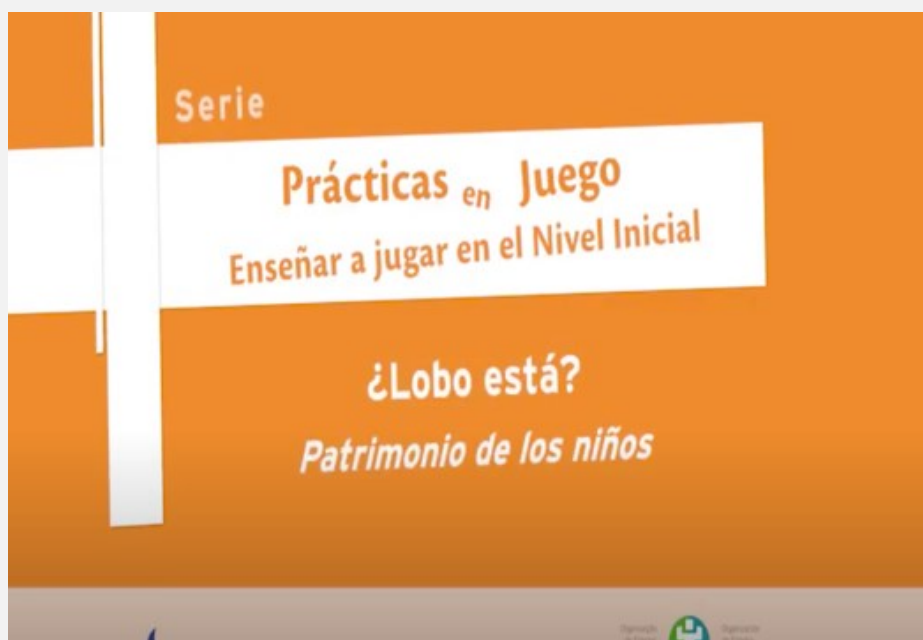 Serie
Prácticas en Juego
Enseñar a jugar en el Nivel Inicial
¿Lobo está?
Patrimonio de los niños